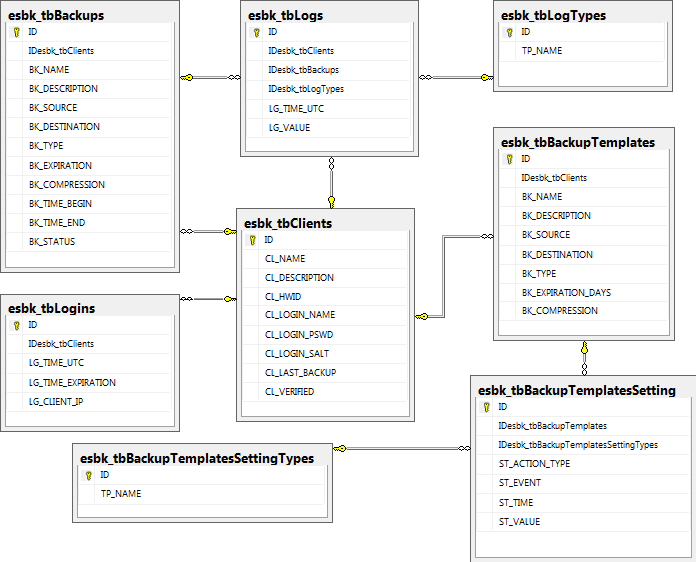 esbk_tbBackups
ID
IDesbk_tbClients
BK_NAME
BK_DESCRIPTION
BK_SOURCE
BK_DESTINATION
BK_TYPE
BK_EXPIRATION
BK_COMPRESSION
BK_TIME_BEGIN
BK_TIME_END
BK_STATUS
esbk_tbLogs
ID
IDesbk_tbClients
IDesbk_tbBackups
IDesbk_tbLogTypes
LG_TIME_UTC
LG_VALUE
esbk_tbLogTypes
ID
TP_NAME
esbk_tbBackupTemplates
ID
IDesbk_tbClients
BK_NAME
BK_DESCRIPTION
BK_SOURCE
BK_DESTINATION
BK_TYPE
BK_EXPIRATION_DAYS
BK_COMPRESSION
esbk_tbClients
ID
CL_NAME
CL_DESCRIPTION
CL_HWID
CL_LOGIN_NAME
CL_LOGIN_PSWD
CL_LOGIN_SALT
CL_LAST_BACKUP
CL_VERIFIED
esbk_tbLogins
ID
IDesbk_tbClients
LG_TIME_UTC
LG_TIME_EXPIRATION
LG_CLIENT_IP
esbk_tbBackupTemplatesSetting
ID
IDesbk_tbBackupTemplates
IDesbk_tbBackupTemplatesSettingTypes
ST_ACTION_TYPE
ST_EVENT
ST_TIME
ST_VALUE
esbk_tbBackupTemplatesSettingTypes
ID
TP_NAME